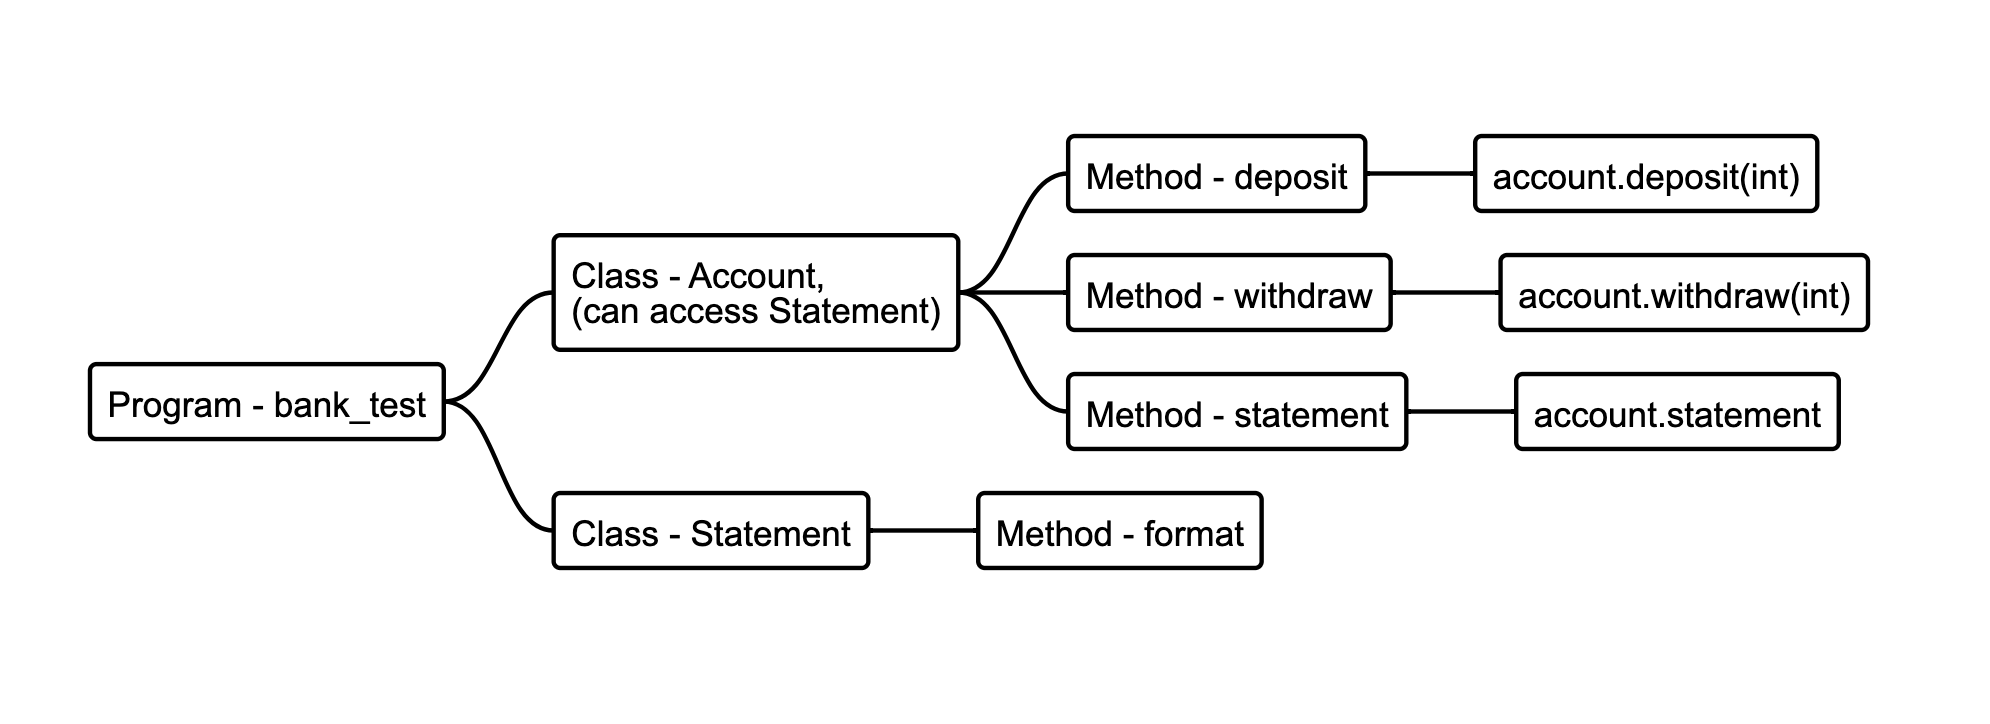 Program - bank_test
Class - Account,
(can access Statement)
Method - deposit
account.deposit(int)
Method - withdraw
account.withdraw(int)
Method - statement
account.statement
Class - Statement
Method - format